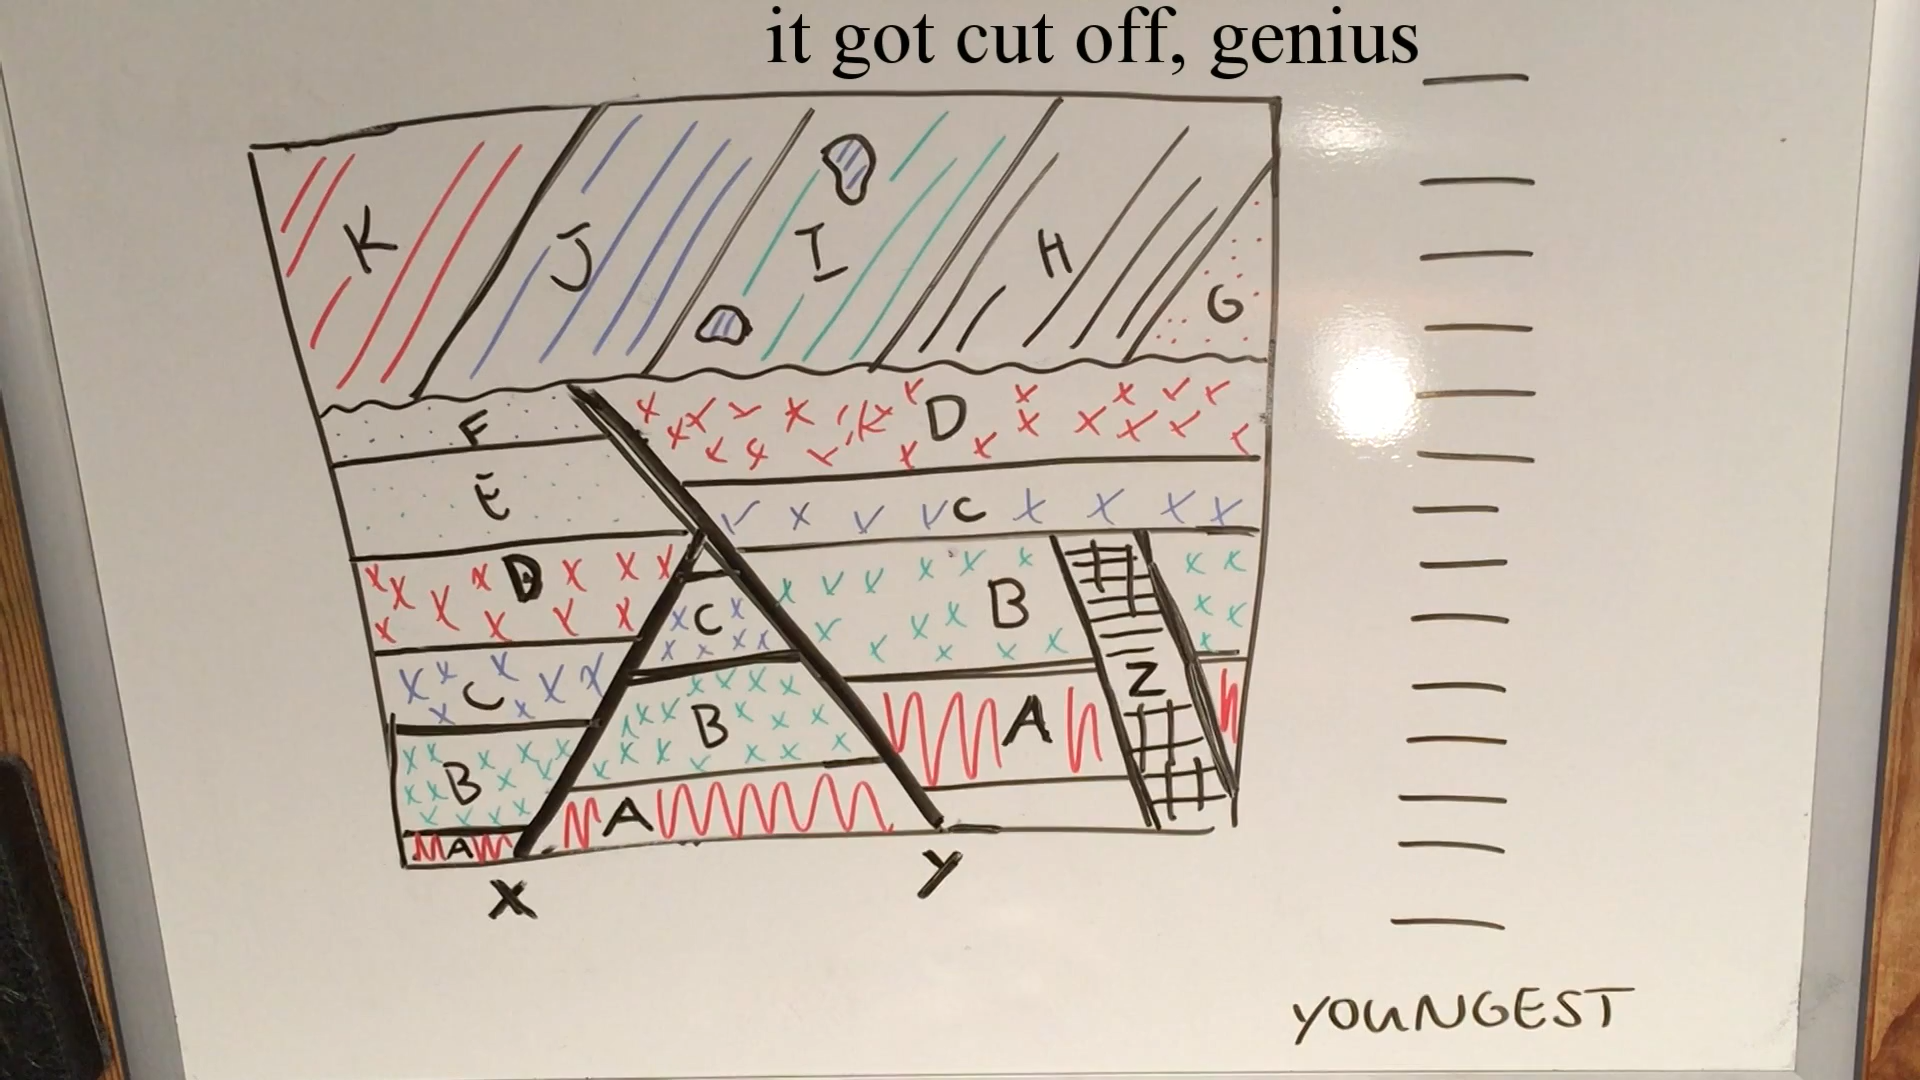 it got cut off, genius
K J I H G
F D
E C
D C B
C B A Z
B A
A
X Y
YOUNGEST